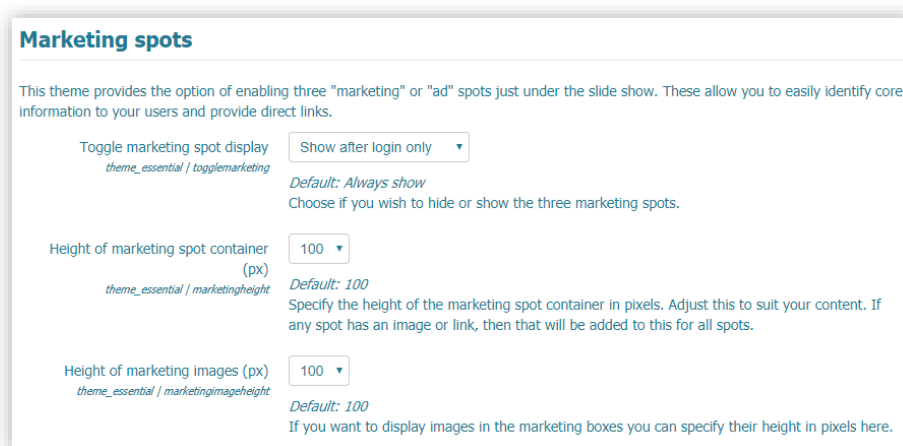 Marketing spots
This theme provides the option of enabling three "marketing" or "ad" spots just under the slide show. These allow you to easily identify core
information to your users and provide direct links.
Toggle marketing spot display
theme_essential | togglemarketing
Show after login only
Default: Always show
Choose if you wish to hide or show the three marketing spots.
Height of marketing spot container
(px)
theme_essential | marketingheight
100
Default: 100
Specify the height of the marketing spot container in pixels. Adjust this to suit your content. If
any spot has an image or link, then that will be added to this for all spots.
Height of marketing images (px)
theme_essential | marketingimageheight
100
Default: 100
If you want to display images in the marketing boxes you can specify their height in pixels here.